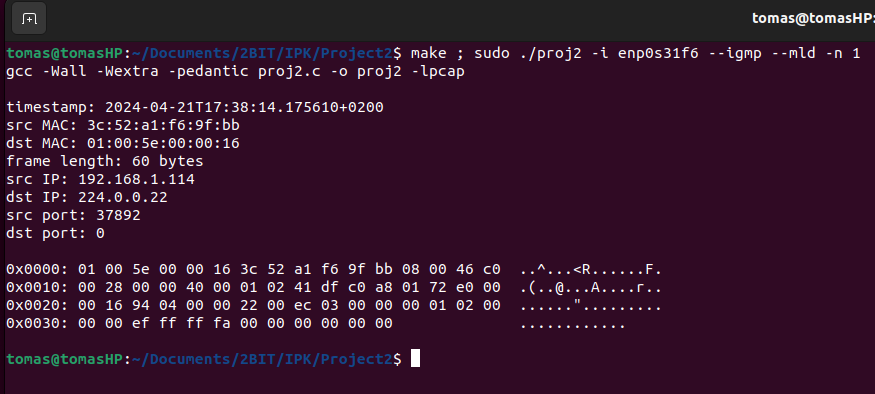 tomas@tomasHP:
tomas@tomasHP:~/Documents/2BIT/IPK/Project2$ make ; sudo ./proj2 -i enp0s31f6 --igmp --mld -n 1
gcc -Wall -Wextra -pedantic proj2.c -o proj2 -lpcap
timestamp: 2024-04-21T17:38:14.175610+0200
src MAC: 3c:52:a1:f6:9f:bb
dst MAC: 01:00:5e:00:00:16
frame length: 60 bytes
src IP: 192.168.1.114
dst IP: 224.0.0.22
src port: 37892
dst port: 0
0x0000: 01 00 5e 00 00 16 3c 52 a1 f6 9f bb 08 00 46 c0  ..^...<R......F.
0x0010: 00 28 00 00 40 00 01 02 41 df c0 a8 01 72 e0 00  .(..@...A....r..
0x0020: 00 16 94 04 00 00 22 00 ec 03 00 00 00 01 02 00  ......".........
0x0030: 00 00 ef ff ff fa 00 00 00 00 00 00              ............
tomas@tomasHP:~/Documents/2BIT/IPK/Project2$